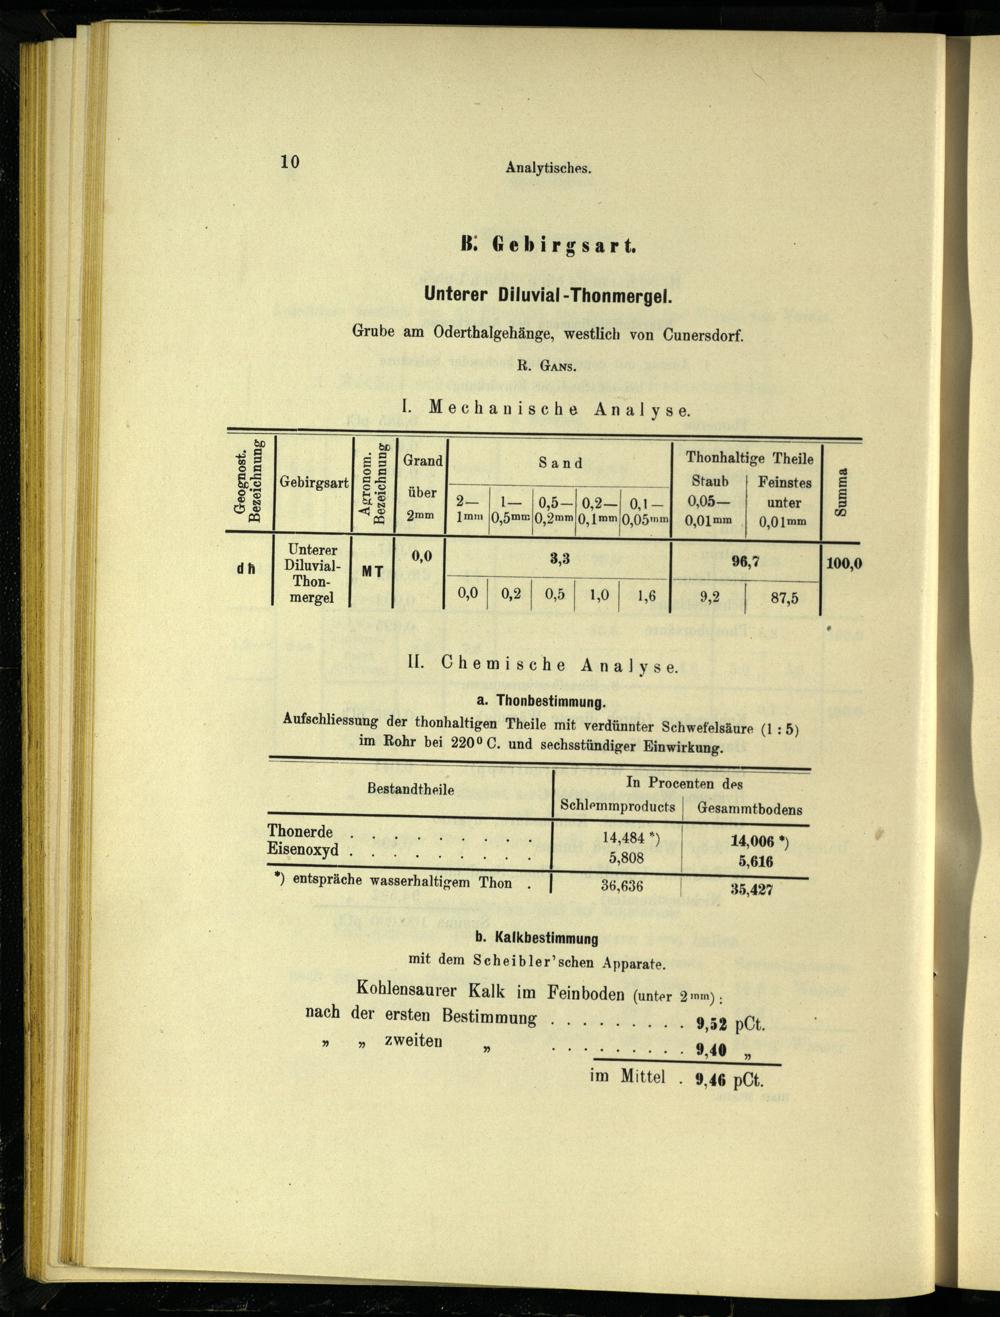 10
Analytisches.
B. Gebirgsart.
Unterer Diluvial-Thonmergel.
Grube am Oderthalgehänge, westlich von Cunersdorf.
R. GANS.
I. Mechanische Analyse.
Geognost. Bezeichnung | Gebirgsart | Agronom. Bezeichnung | Grand über 2mm | Sand | Thonhaltige Theile | Summa
2—1mm | 1—0,5mm | 0,5—0,2mm | 0,2—0,1mm | 0,1—0,05mm | Staub 0,05—0,01mm | Feinstes unter 0,01mm
dh | Unterer Diluvial-Thon-mergel | MT | 0,0 | 3,3 | 96,7 | 100,0
0,0 | 0,2 | 0,5 | 1,0 | 1,6 | 9,2 | 87,5
II. Chemische Analyse.
a. Thonbestimmung.
Aufschliessung der thonhaltigen Theile mit verdünnter Schwefelsäure (1 : 5)
im Rohr bei 220° C. und sechsstündiger Einwirkung.
Bestandtheile | In Procenten des
Schlemmproducts | Gesammtbodens
Thonerde . . . . . . . . . 14,484 *) | 14,006 *)
Eisenoxyd . . . . . . . . . 5,808 | 5,616
*) entspräche wasserhaltigem Thon . 36,636 | 35,427
b. Kalkbestimmung
mit dem Scheibler'schen Apparate.
Kohlensaurer Kalk im Feinboden (unter 2mm):
nach der ersten Bestimmung . . . . . . . . . 9,52 pCt.
„ „ zweiten „ . . . . . . . . . 9,40 „
im Mittel . 9,46 pCt.